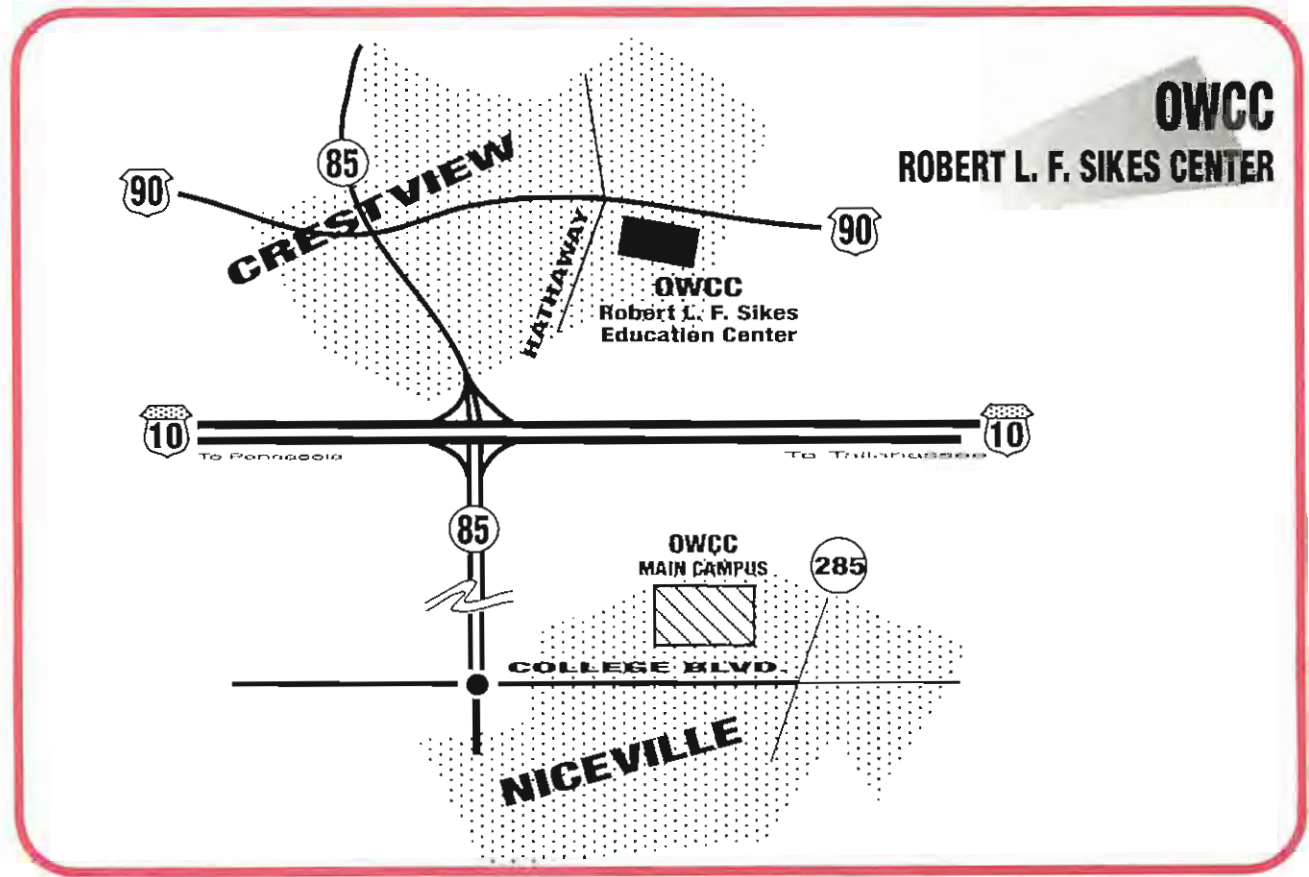 OWCC
ROBERT L. F. SIKES CENTER
85
CRESTVIEW
90
90
HATHAWAY
OWCC
Robert L. F. Sikes
Education Center
10
10
To Pensacola
To Tallahassee
85
OWCC
MAIN CAMPUS
285
COLLEGE BLVD.
NICEVILLE